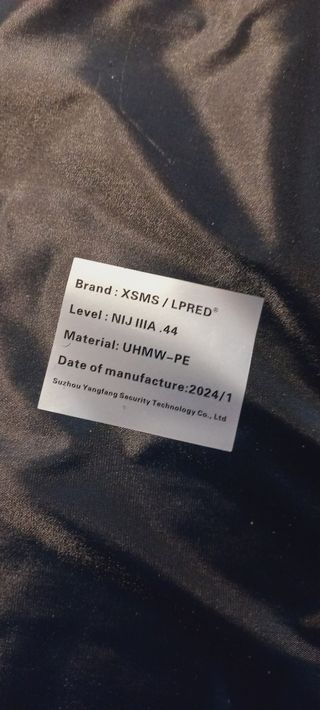 Brand : XSMS / LPRED®
Level : NIJ IIIA .44
Material: UHMW-PE
Date of manufacture:2024/1
Suzhou Yangfang Security Technology Co., Ltd